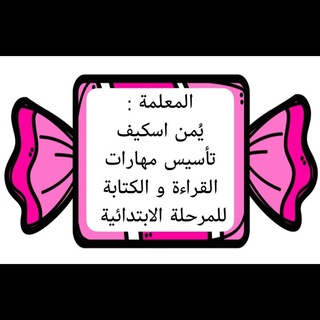 المعلمة :
يُمن اسكيف
تأسيس مهارات
القراءة و الكتابة
للمرحلة الابتدائية